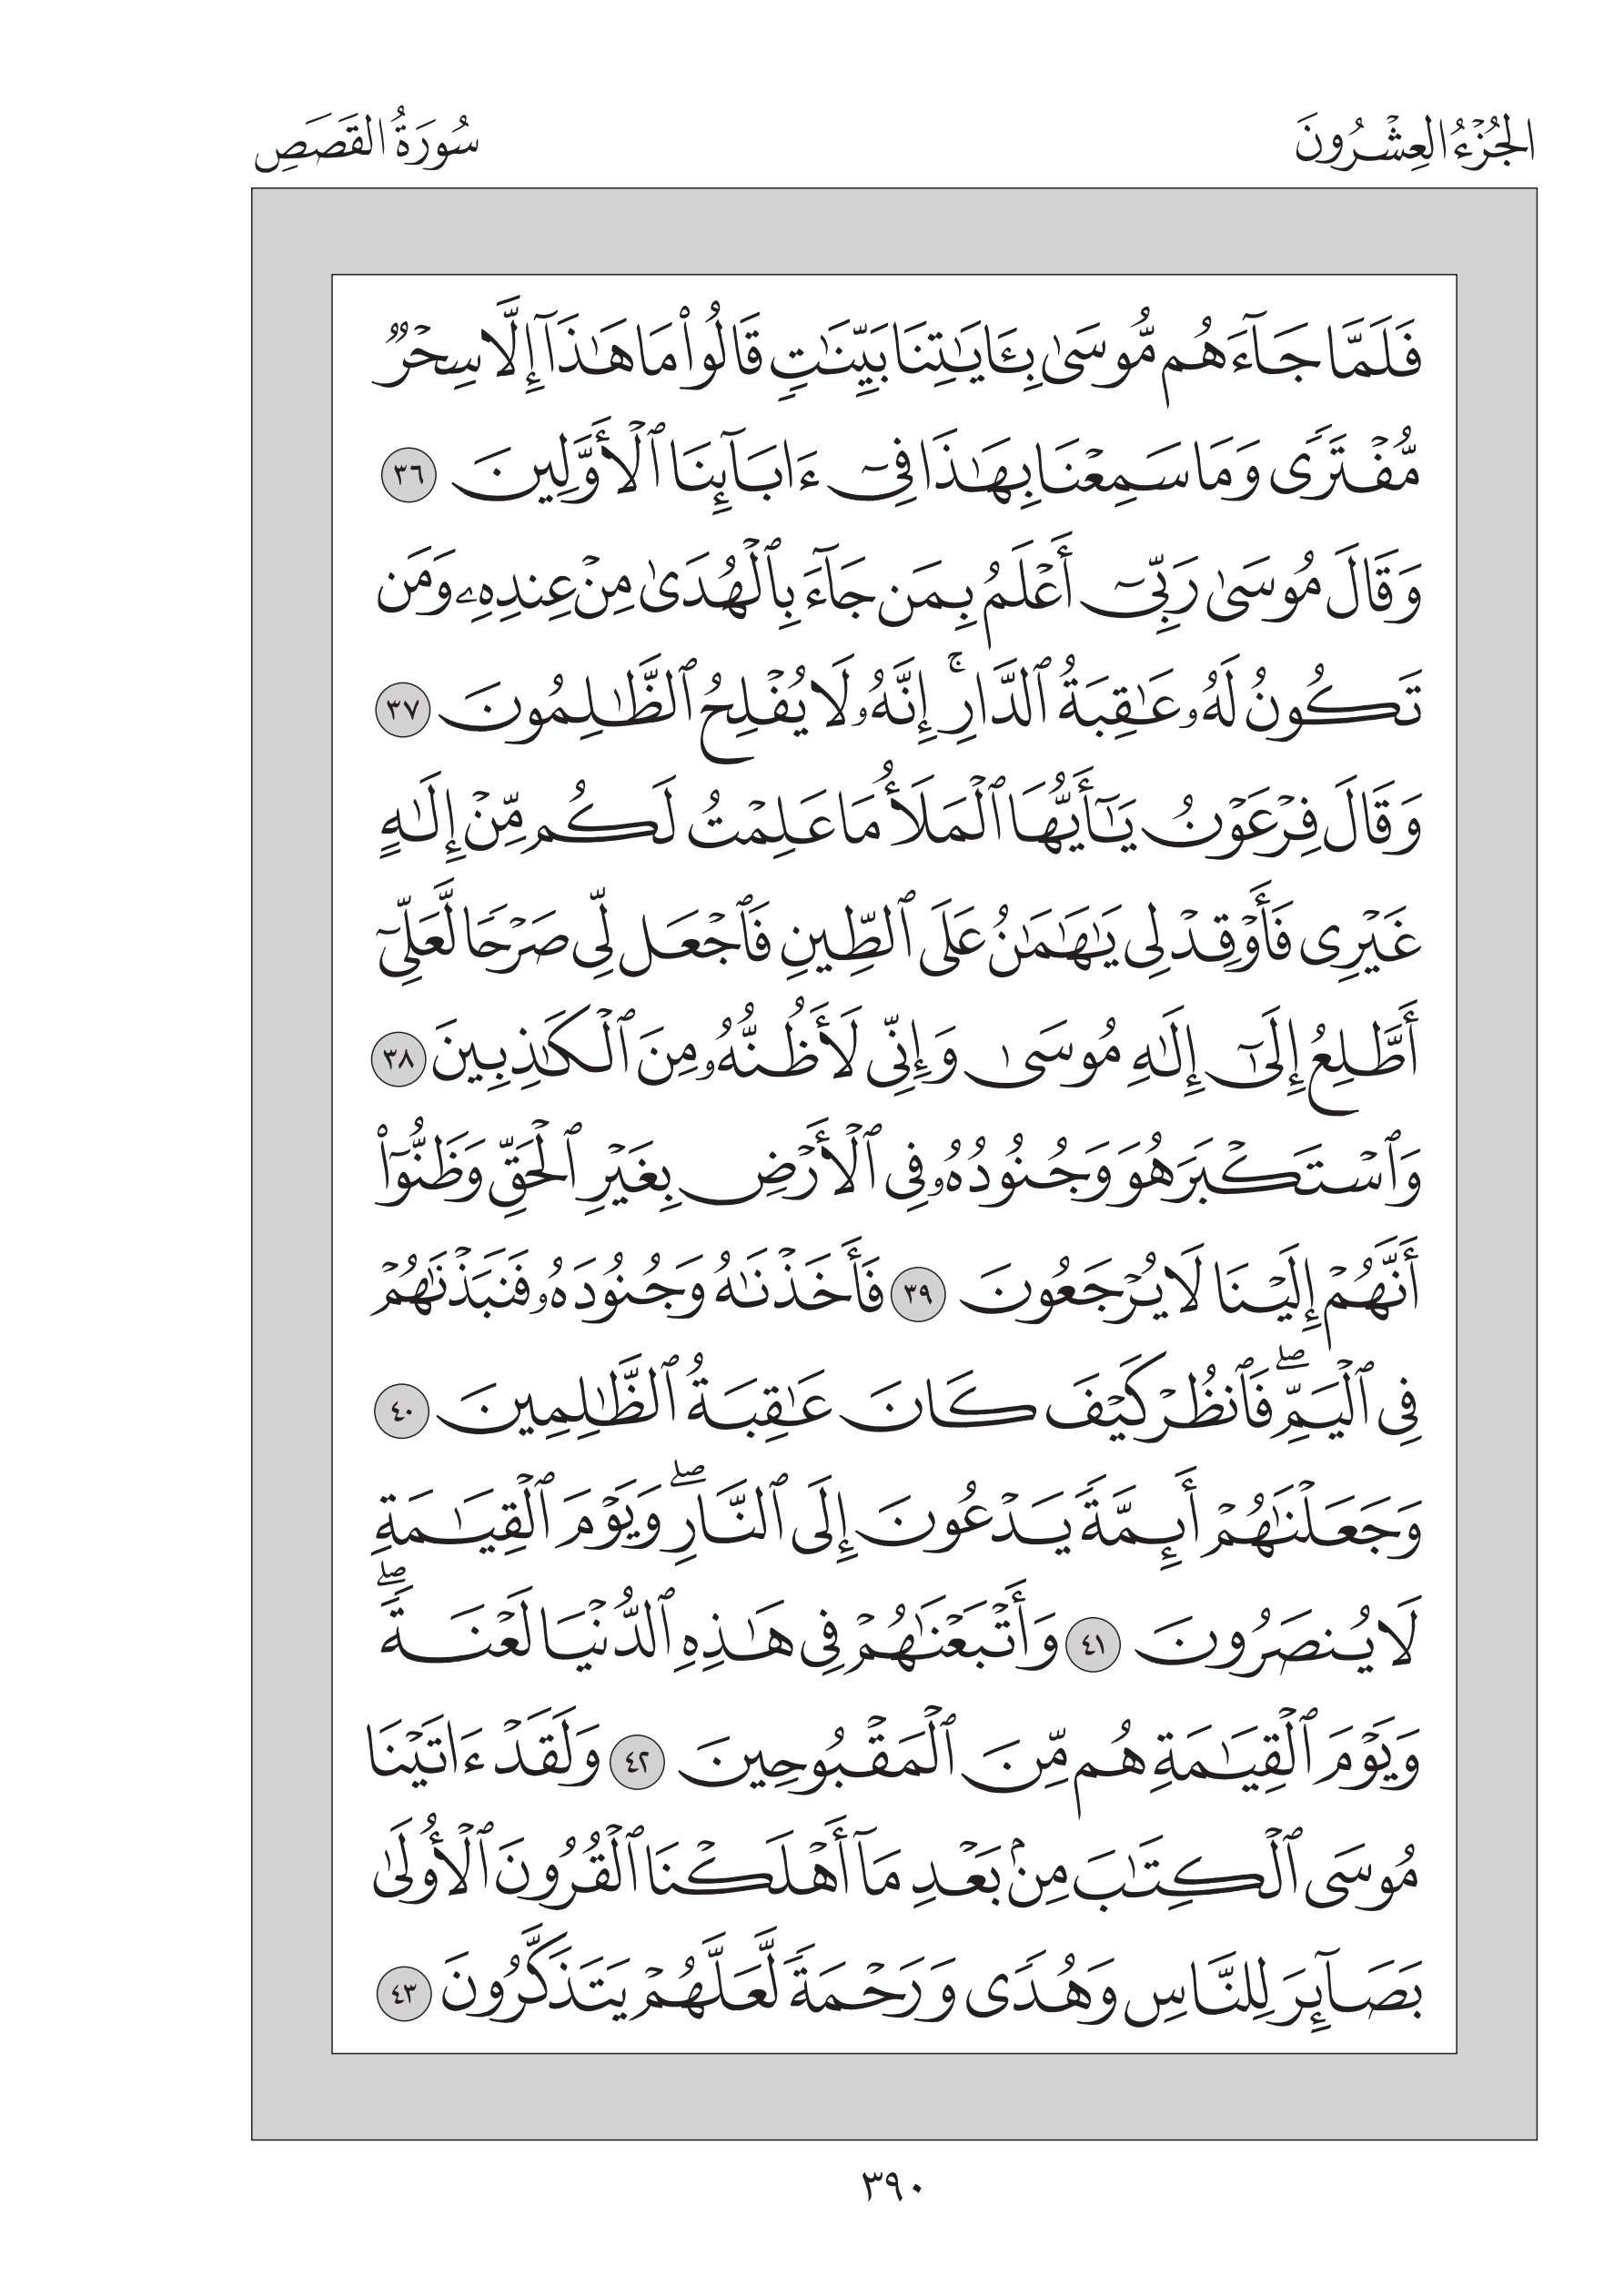 الجُزْءُ العِشْرُونَ
سُورَةُ القَصَصِ
فَلَمَّا جَآءَهُم مُّوسَىٰ بِـَٔايَٰتِنَا بَيِّنَٰتٖ قَالُواْ مَا هَٰذَآ إِلَّا سِحۡرٞ
مُّفۡتَرٗى وَمَا سَمِعۡنَا بِهَٰذَا فِيٓ ءَابَآئِنَا ٱلۡأَوَّلِينَ ٣٦
وَقَالَ مُوسَىٰ رَبِّيٓ أَعۡلَمُ بِمَن جَآءَ بِٱلۡهُدَىٰ مِنۡ عِندِهِۦ وَمَن
تَكُونُ لَهُۥ عَٰقِبَةُ ٱلدَّارِۚ إِنَّهُۥ لَا يُفۡلِحُ ٱلظَّٰلِمُونَ ٣٧
وَقَالَ فِرۡعَوۡنُ يَٰٓأَيُّهَا ٱلۡمَلَأُ مَا عَلِمۡتُ لَكُم مِّنۡ إِلَٰهٍ
غَيۡرِي فَأَوۡقِدۡ لِي يَٰهَٰمَٰنُ عَلَى ٱلطِّينِ فَٱجۡعَل لِّي صَرۡحٗا لَّعَلِّيٓ
أَطَّلِعُ إِلَىٰٓ إِلَٰهِ مُوسَىٰ وَإِنِّي لَأَظُنُّهُۥ مِنَ ٱلۡكَٰذِبِينَ ٣٨
وَٱسۡتَكۡبَرَ هُوَ وَجُنُودُهُۥ فِي ٱلۡأَرۡضِ بِغَيۡرِ ٱلۡحَقِّ وَظَنُّوٓاْ
أَنَّهُمۡ إِلَيۡنَا لَا يُرۡجَعُونَ ٣٩ فَأَخَذۡنَٰهُ وَجُنُودَهُۥ فَنَبَذۡنَٰهُمۡ
فِي ٱلۡيَمِّۖ فَٱنظُرۡ كَيۡفَ كَانَ عَٰقِبَةُ ٱلظَّٰلِمِينَ ٤٠
وَجَعَلۡنَٰهُمۡ أَئِمَّةٗ يَدۡعُونَ إِلَى ٱلنَّارِۖ وَيَوۡمَ ٱلۡقِيَٰمَةِ
لَا يُنصَرُونَ ٤١ وَأَتۡبَعۡنَٰهُمۡ فِي هَٰذِهِ ٱلدُّنۡيَا لَعۡنَةٗۖ
وَيَوۡمَ ٱلۡقِيَٰمَةِ هُم مِّنَ ٱلۡمَقۡبُوحِينَ ٤٢ وَلَقَدۡ ءَاتَيۡنَا
مُوسَى ٱلۡكِتَٰبَ مِنۢ بَعۡدِ مَآ أَهۡلَكۡنَا ٱلۡقُرُونَ ٱلۡأُولَىٰ
بَصَآئِرَ لِلنَّاسِ وَهُدٗى وَرَحۡمَةٗ لَّعَلَّهُمۡ يَتَذَكَّرُونَ ٤٣
٣٩٠